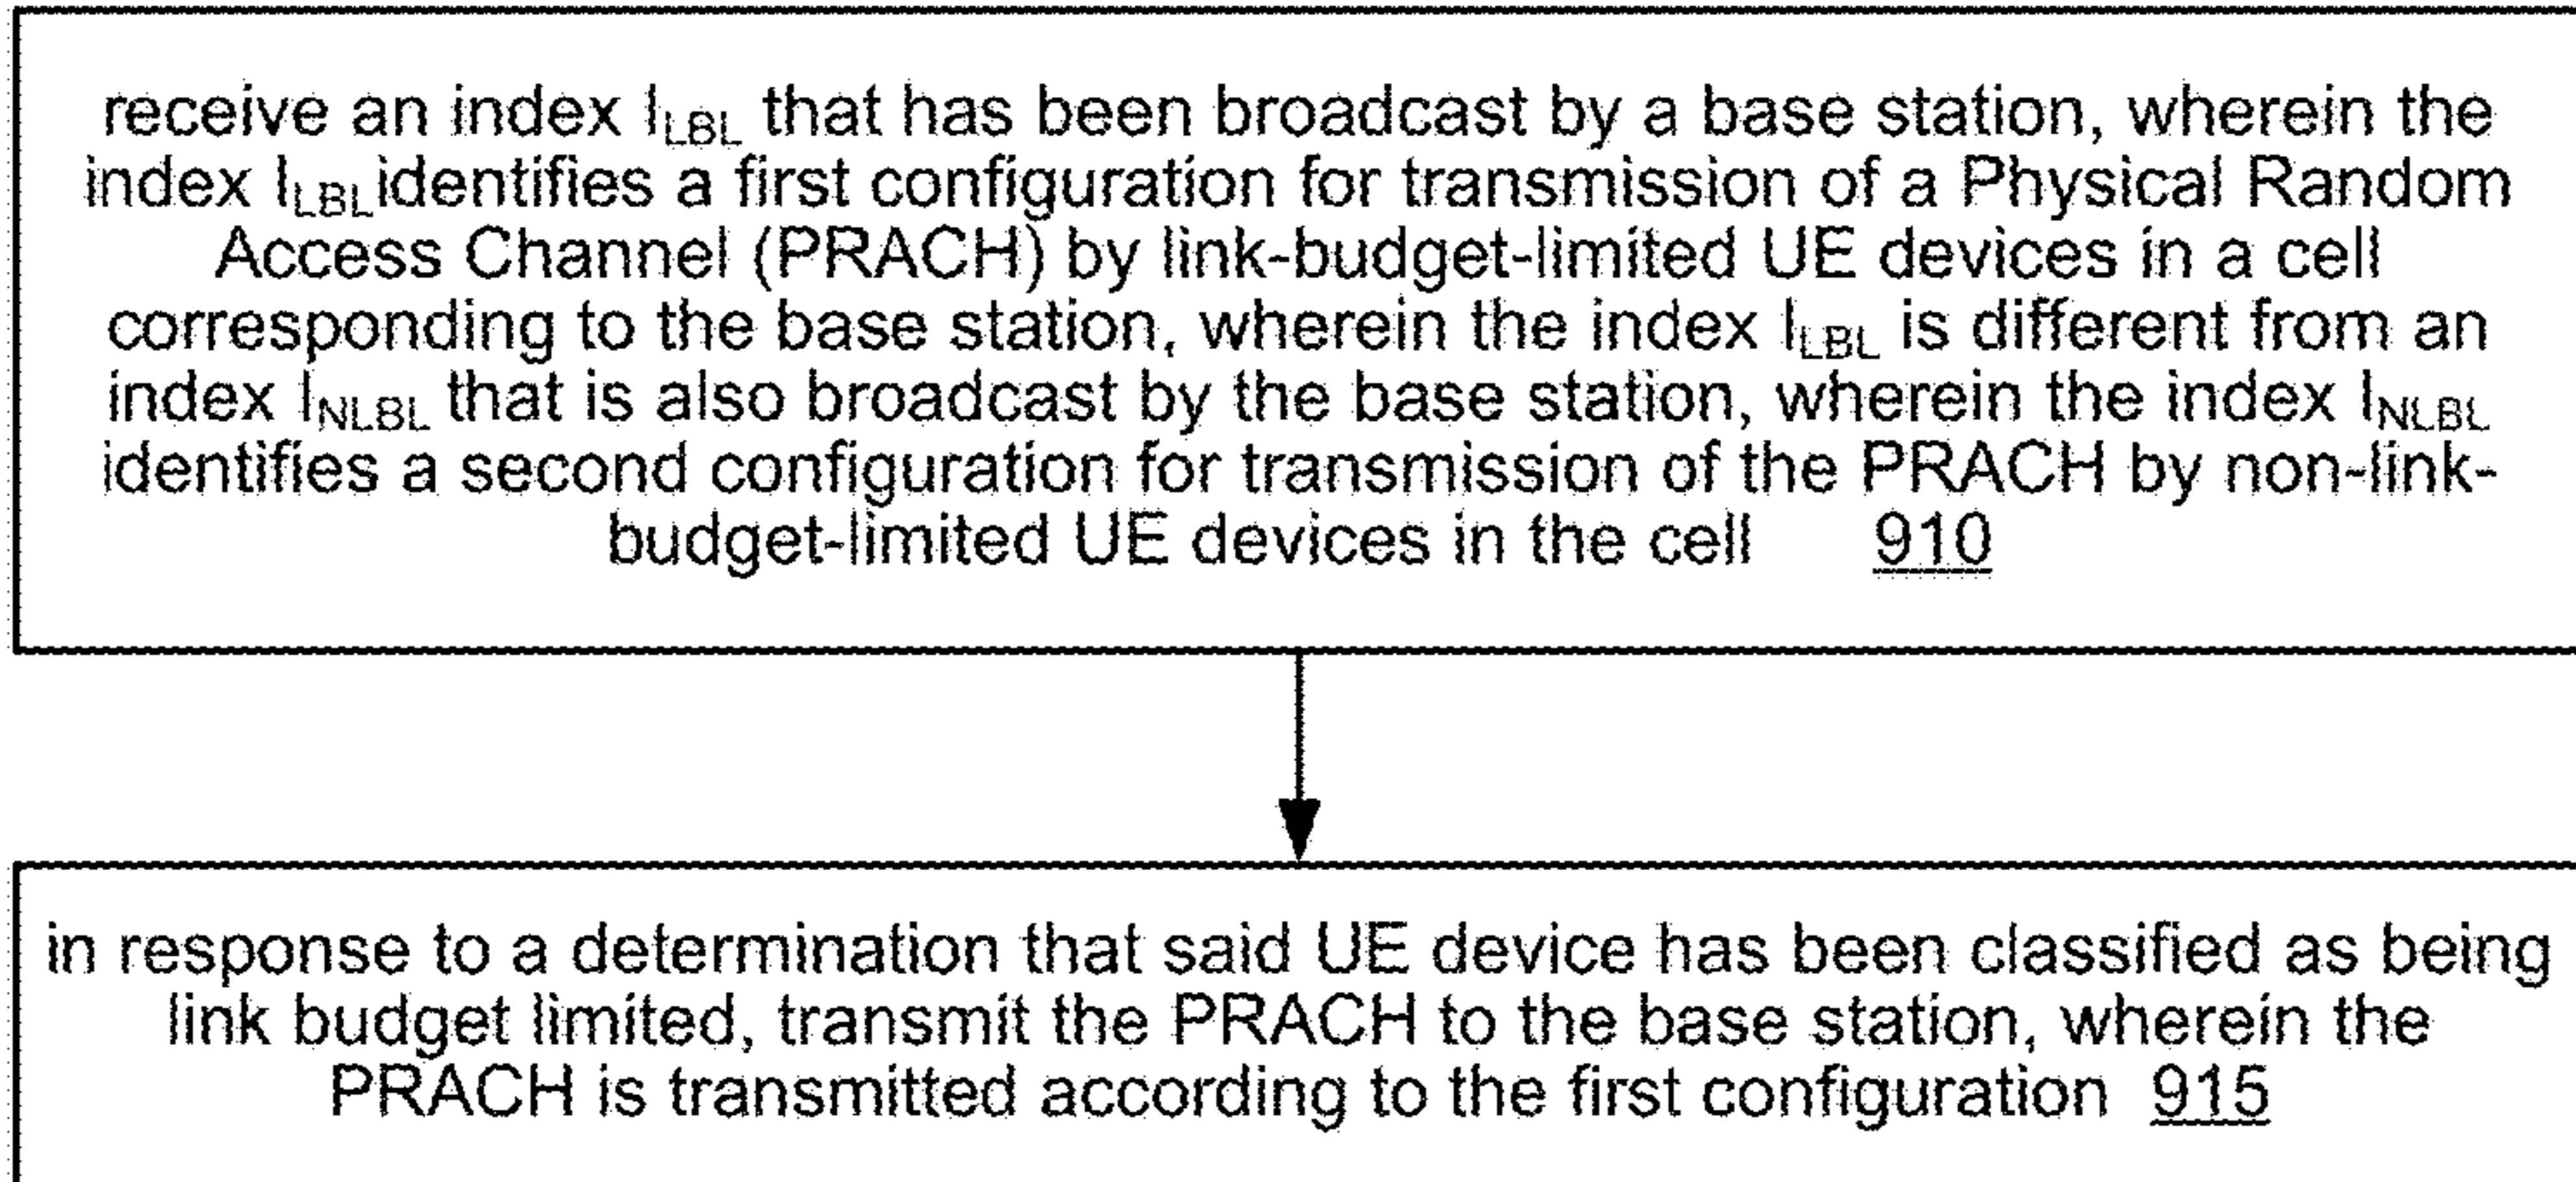 receive an index I_LBL that has been broadcast by a base station, wherein the
index I_LBL identifies a first configuration for transmission of a Physical Random
Access Channel (PRACH) by link-budget-limited UE devices in a cell
corresponding to the base station, wherein the index I_LBL is different from an
index I_NLBL that is also broadcast by the base station, wherein the index I_NLBL
identifies a second configuration for transmission of the PRACH by non-link-
budget-limited UE devices in the cell 910
in response to a determination that said UE device has been classified as being
link budget limited, transmit the PRACH to the base station, wherein the
PRACH is transmitted according to the first configuration 915